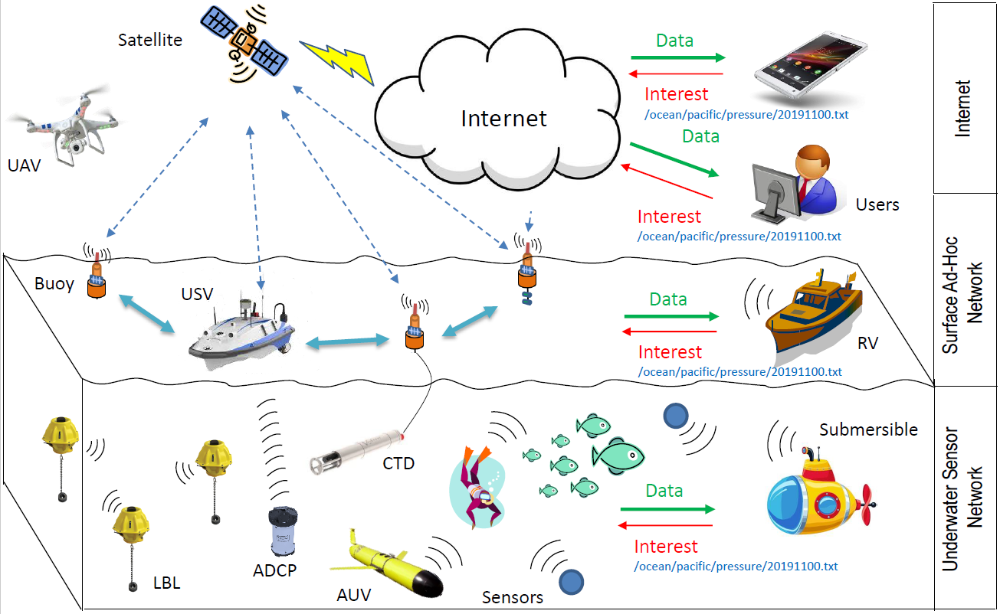 Satellite
Internet
Data
Interest
/ocean/pacific/pressure/20191100.txt
UAV
Data
Users
Interest
/ocean/pacific/pressure/20191100.txt
Internet
Buoy
USV
Data
Interest
/ocean/pacific/pressure/20191100.txt
RV
Surface Ad-Hoc
Network
CTD
Submersible
Data
Interest
/ocean/pacific/pressure/20191100.txt
LBL
ADCP
AUV
Sensors
Underwater Sensor
Network